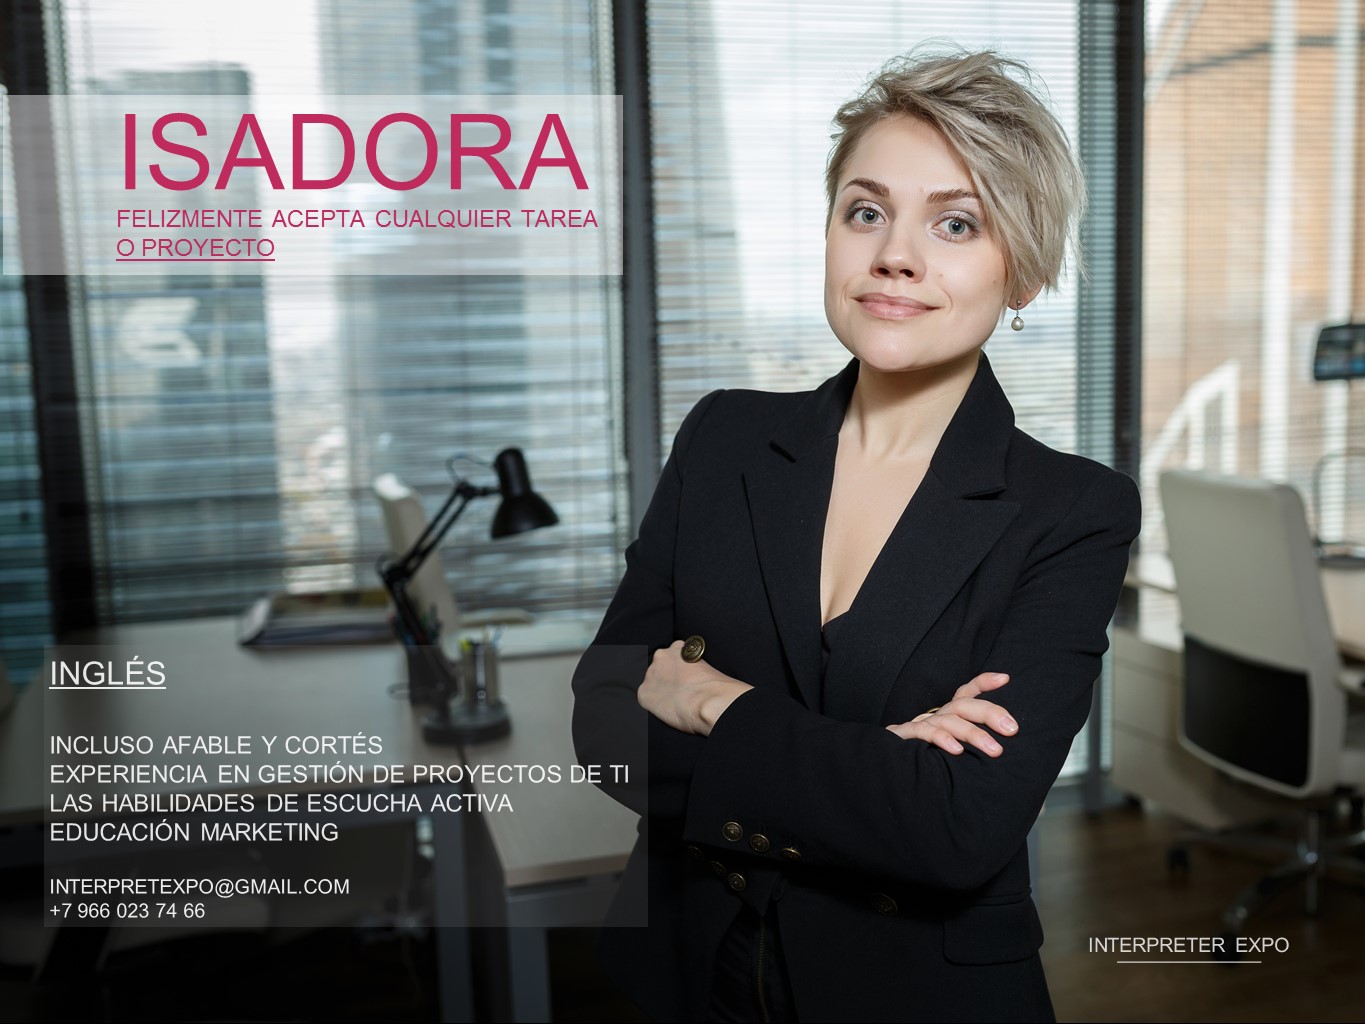 ISADORA
FELIZMENTE ACEPTA CUALQUIER TAREA
O PROYECTO
INGLÉS
INCLUSO AFABLE Y CORTÉS
EXPERIENCIA EN GESTIÓN DE PROYECTOS DE TI
LAS HABILIDADES DE ESCUCHA ACTIVA
EDUCACIÓN MARKETING
INTERPRETEXPO@GMAIL.COM
+7 966 023 74 66
INTERPRETER EXPO